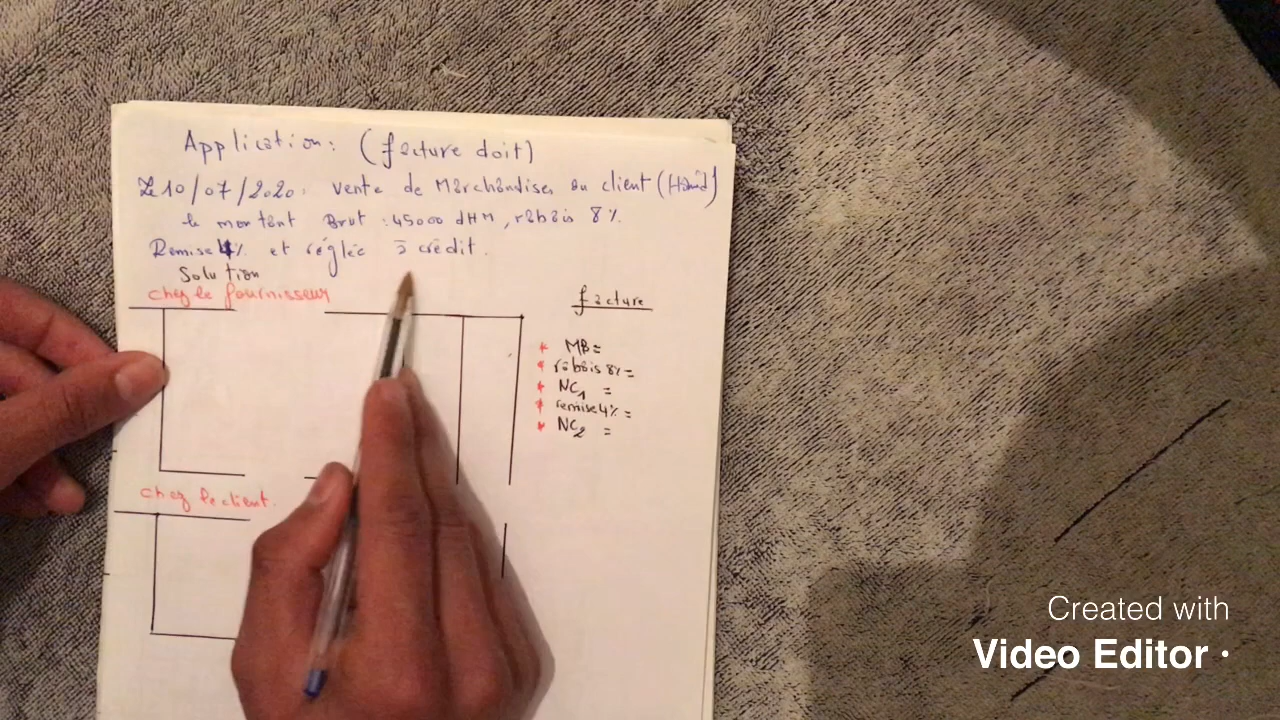 Application: (facture doit)
Le 10/07/2020: vente de Marchandises au client (Hamid)
le montant Brut : 45000 dHM, rabais 8%.
Remise 4% et réglée à crédit.
Solution
chez le fournisseur
facture
* MB =
* rabais 8% =
* NC1 =
* remise 4% =
* NC2 =
chez le client.
Created with
Video Editor